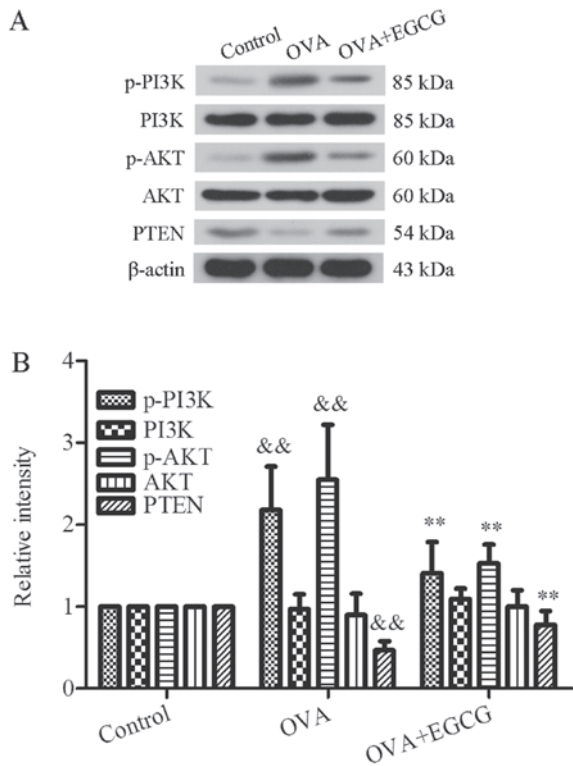 A
Control OVA OVA+EGCG
p-PI3K 85 kDa
PI3K 85 kDa
p-AKT 60 kDa
AKT 60 kDa
PTEN 54 kDa
β-actin 43 kDa
B
Relative intensity
4
3
2
1
0
p-PI3K
PI3K
p-AKT
AKT
PTEN
&& && &&
** ** **
Control OVA OVA+EGCG